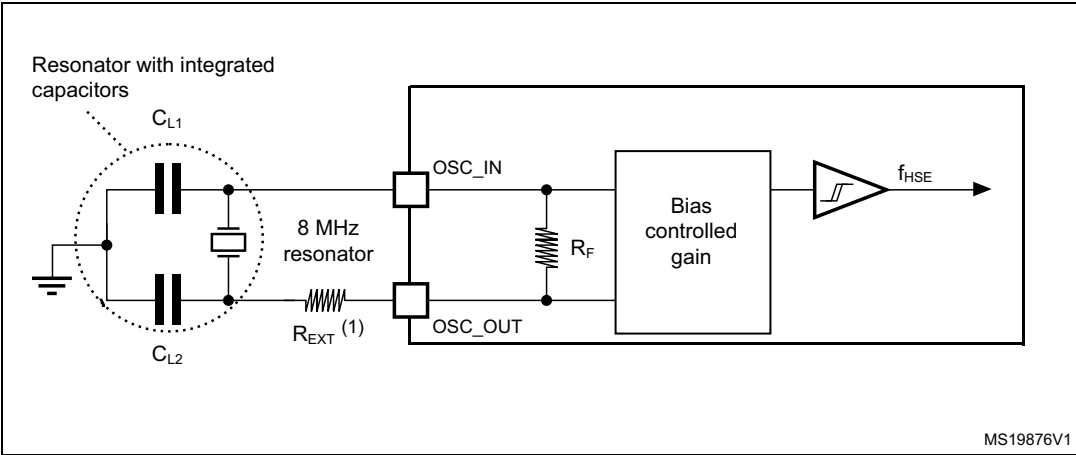 Resonator with integrated
capacitors
CL1
OSC_IN
fHSE
8 MHz
resonator
RF
Bias
controlled
gain
REXT (1)
OSC_OUT
CL2
MS19876V1